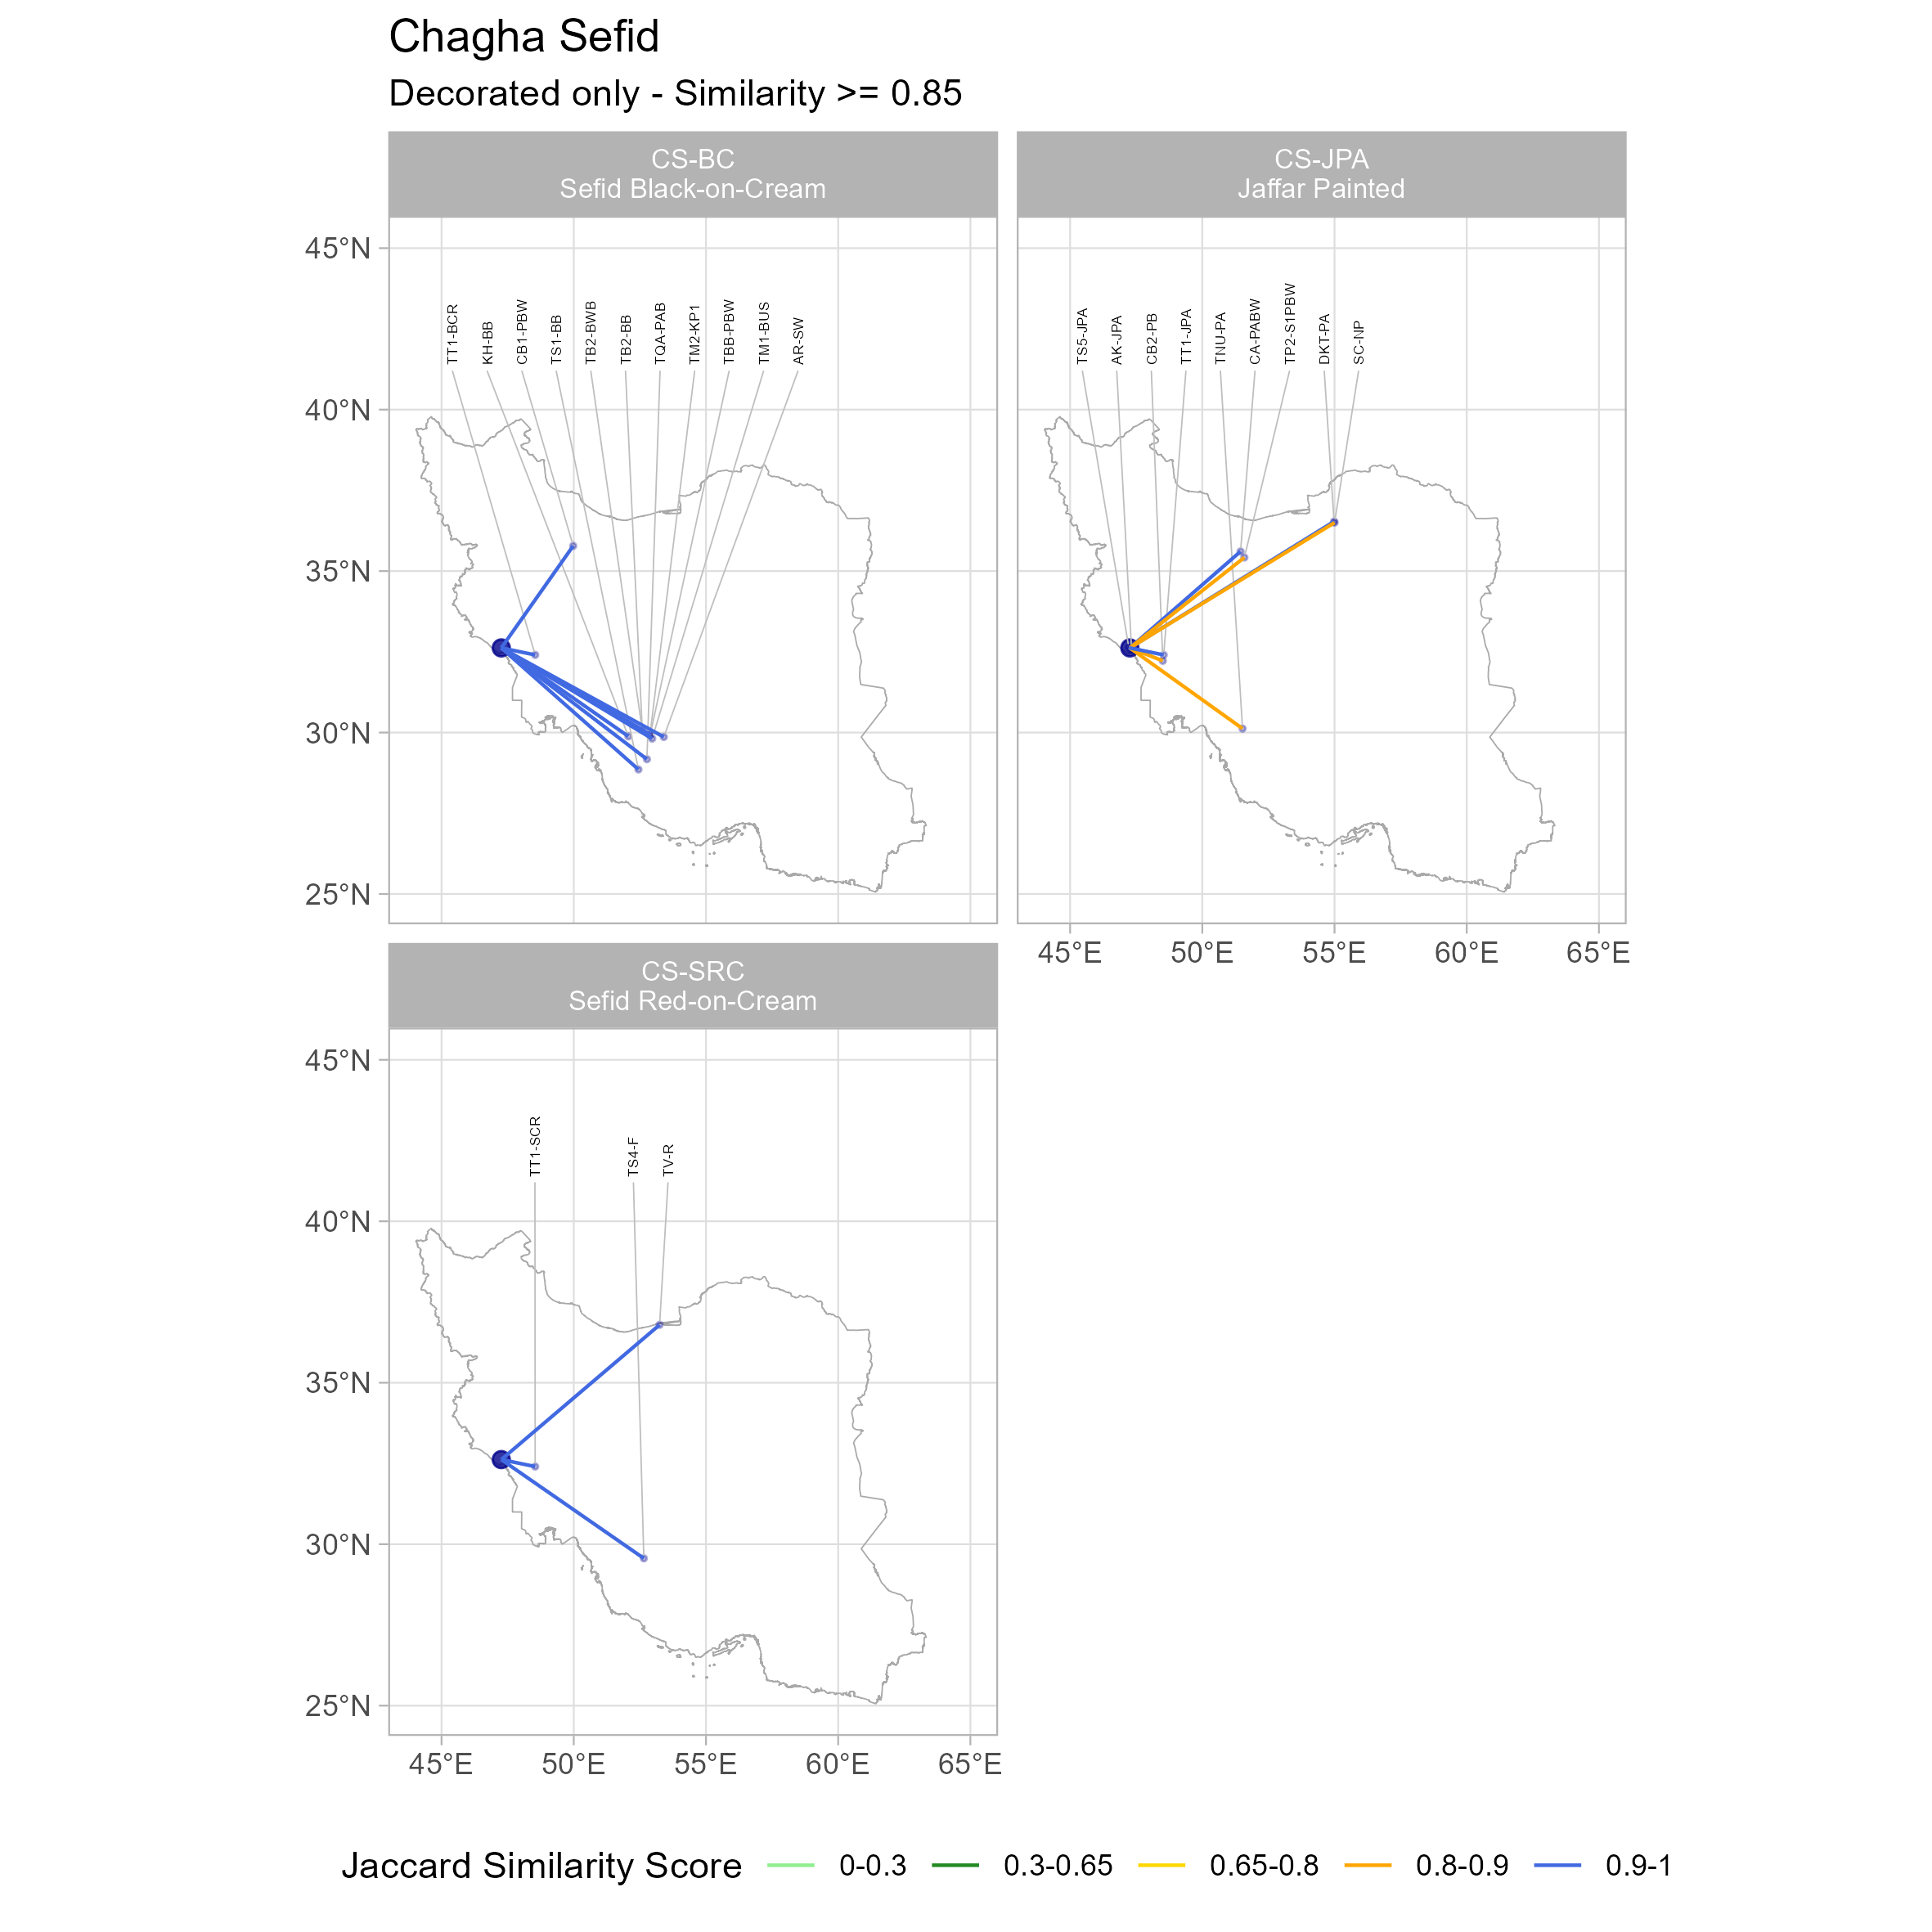 Chagha Sefid
Decorated only - Similarity >= 0.85
CS-BC
Sefid Black-on-Cream
CS-JPA
Jaffar Painted
45°N
40°N
35°N
30°N
25°N
TT1-BCR
KH-BB
CB1-PBW
TS1-BB
TB2-BWB
TB2-BB
TQA-PAB
TM2-KP1
TBB-PBW
TM1-BUS
AR-SW
TS5-JPA
AK-JPA
CB2-PB
TT1-JPA
TNU-PA
CA-PABW
TP2-S1PBW
DKT-PA
SC-NP
45°E 50°E 55°E 60°E 65°E
CS-SRC
Sefid Red-on-Cream
45°N
40°N
35°N
30°N
25°N
TT1-SCR
TS4-F
TV-R
45°E 50°E 55°E 60°E 65°E
Jaccard Similarity Score 0-0.3 0.3-0.65 0.65-0.8 0.8-0.9 0.9-1